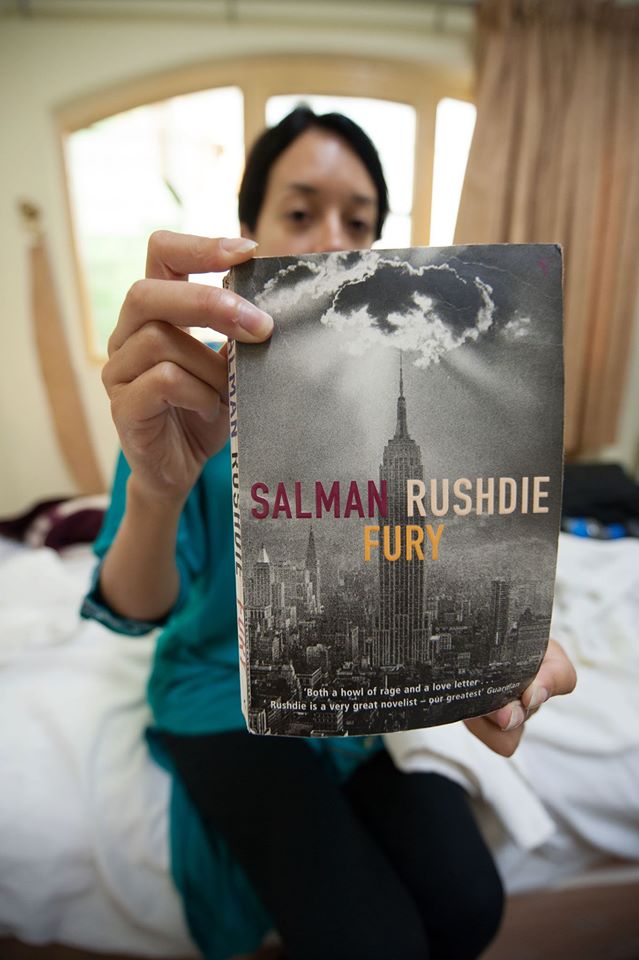 SALMAN RUSHDIE
FURY
'Both a howl of rage and a love letter . . .
Rushdie is a very great novelist – our greatest' Guardian
SALMAN RUSHDIE FURY